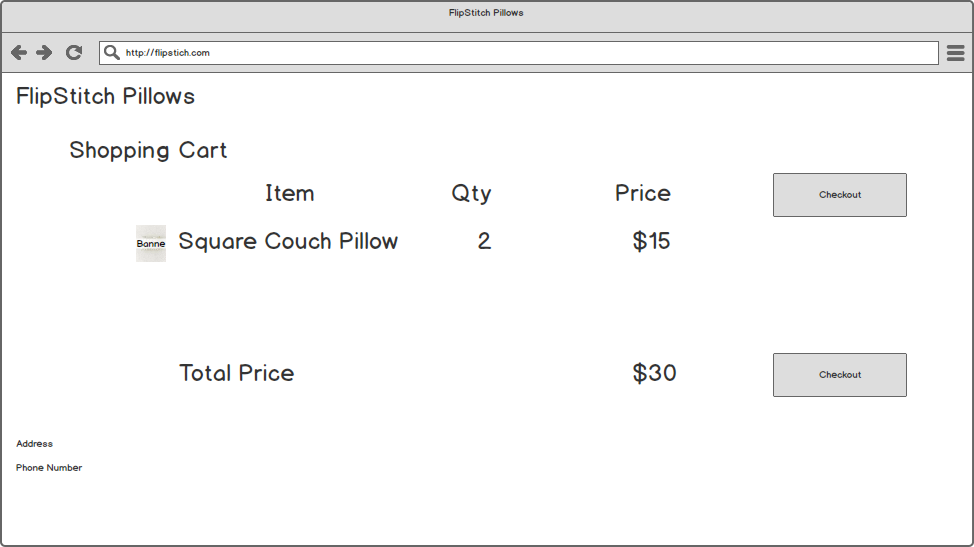 FlipStitch Pillows
http://flipstich.com
FlipStitch Pillows
Shopping Cart
Item Qty Price Checkout
Banne Square Couch Pillow 2 $15
Total Price $30 Checkout
Address
Phone Number